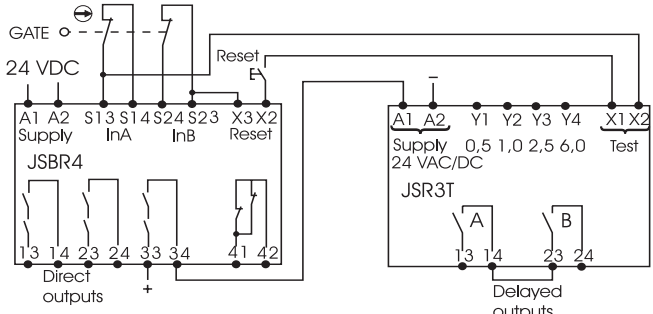 GATE
Reset
24 VDC
A1 A2 S13 S14 S24 S23 X3 X2
Supply InA InB Reset
JSBR4
13 14 23 24 33 34 41 42
Direct
outputs
+
–
A1 A2 Y1 Y2 Y3 Y4 X1 X2
Supply 0,5 1,0 2,5 6,0 Test
24 VAC/DC
JSR3T
A B
13 14 23 24
Delayed
outputs